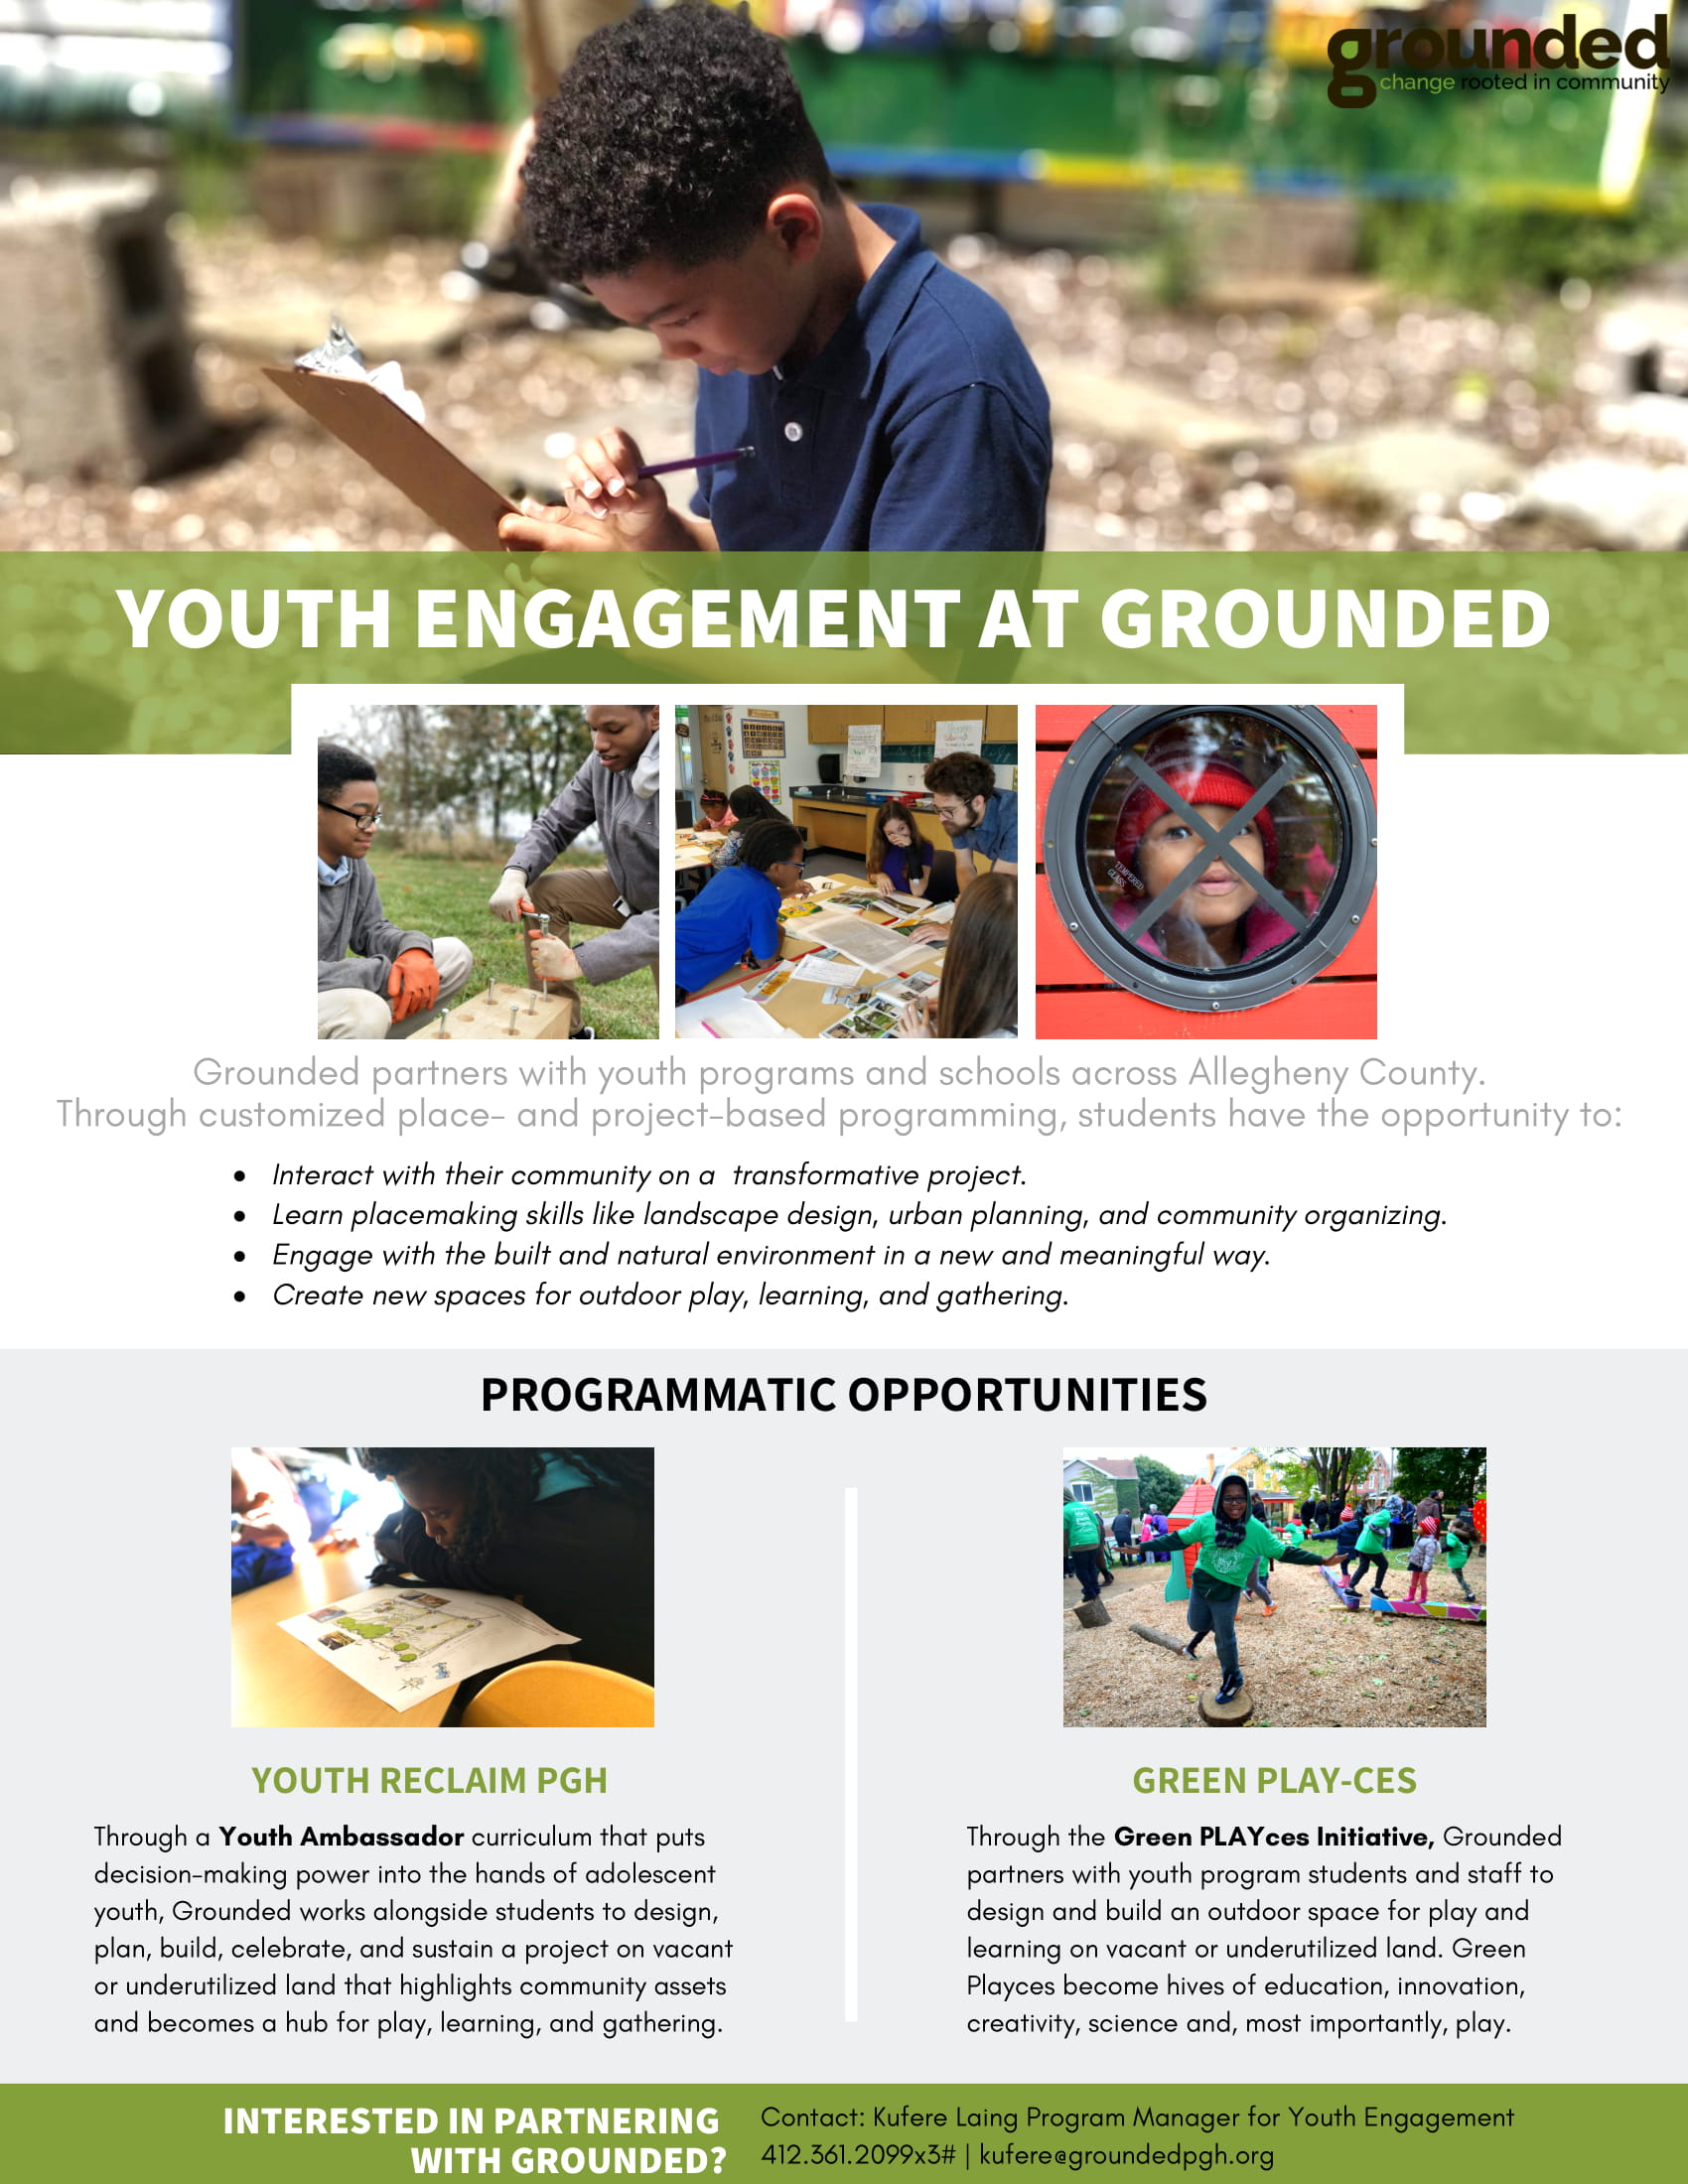 grounded
change rooted in community
YOUTH ENGAGEMENT AT GROUNDED
TEMPERED
GLASS
Grounded partners with youth programs and schools across Allegheny County.
Through customized place- and project-based programming, students have the opportunity to:
• Interact with their community on a transformative project.
• Learn placemaking skills like landscape design, urban planning, and community organizing.
• Engage with the built and natural environment in a new and meaningful way.
• Create new spaces for outdoor play, learning, and gathering.
PROGRAMMATIC OPPORTUNITIES
YOUTH RECLAIM PGH
Through a Youth Ambassador curriculum that puts
decision-making power into the hands of adolescent
youth, Grounded works alongside students to design,
plan, build, celebrate, and sustain a project on vacant
or underutilized land that highlights community assets
and becomes a hub for play, learning, and gathering.
GREEN PLAY-CES
Through the Green PLAYces Initiative, Grounded
partners with youth program students and staff to
design and build an outdoor space for play and
learning on vacant or underutilized land. Green
Playces become hives of education, innovation,
creativity, science and, most importantly, play.
INTERESTED IN PARTNERING
WITH GROUNDED?
Contact: Kufere Laing Program Manager for Youth Engagement
412.361.2099x3# | kufere@groundedpgh.org